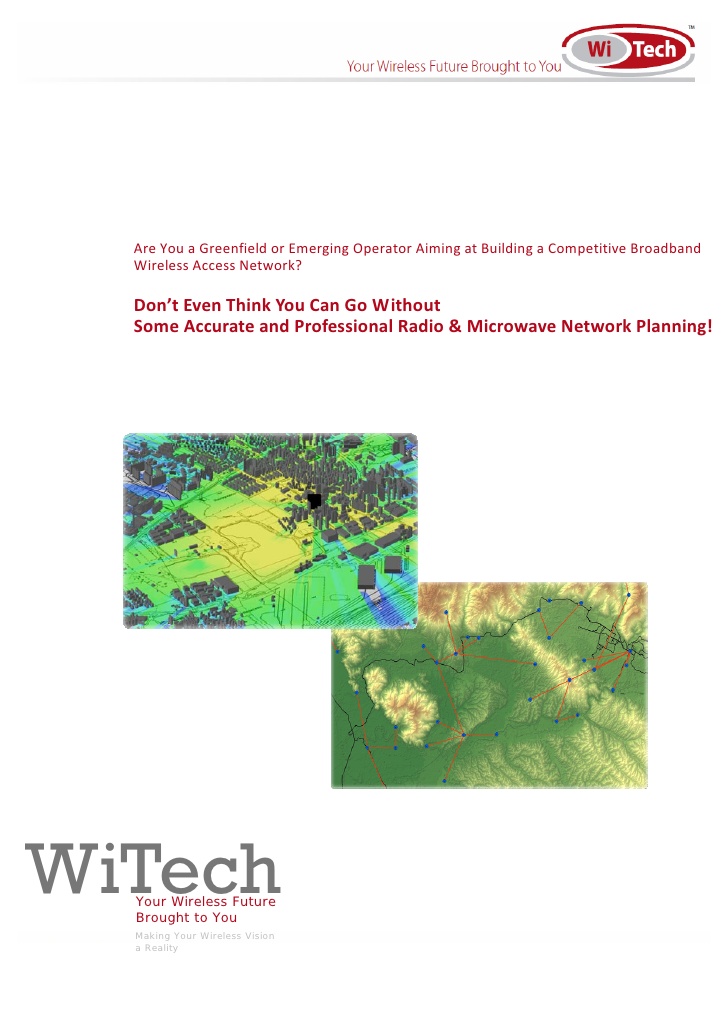 Wi Tech ™
Your Wireless Future Brought to You
Are You a Greenfield or Emerging Operator Aiming at Building a Competitive Broadband
Wireless Access Network?
Don’t Even Think You Can Go Without
Some Accurate and Professional Radio & Microwave Network Planning!
WiTech
Your Wireless Future
Brought to You
Making Your Wireless Vision
a Reality